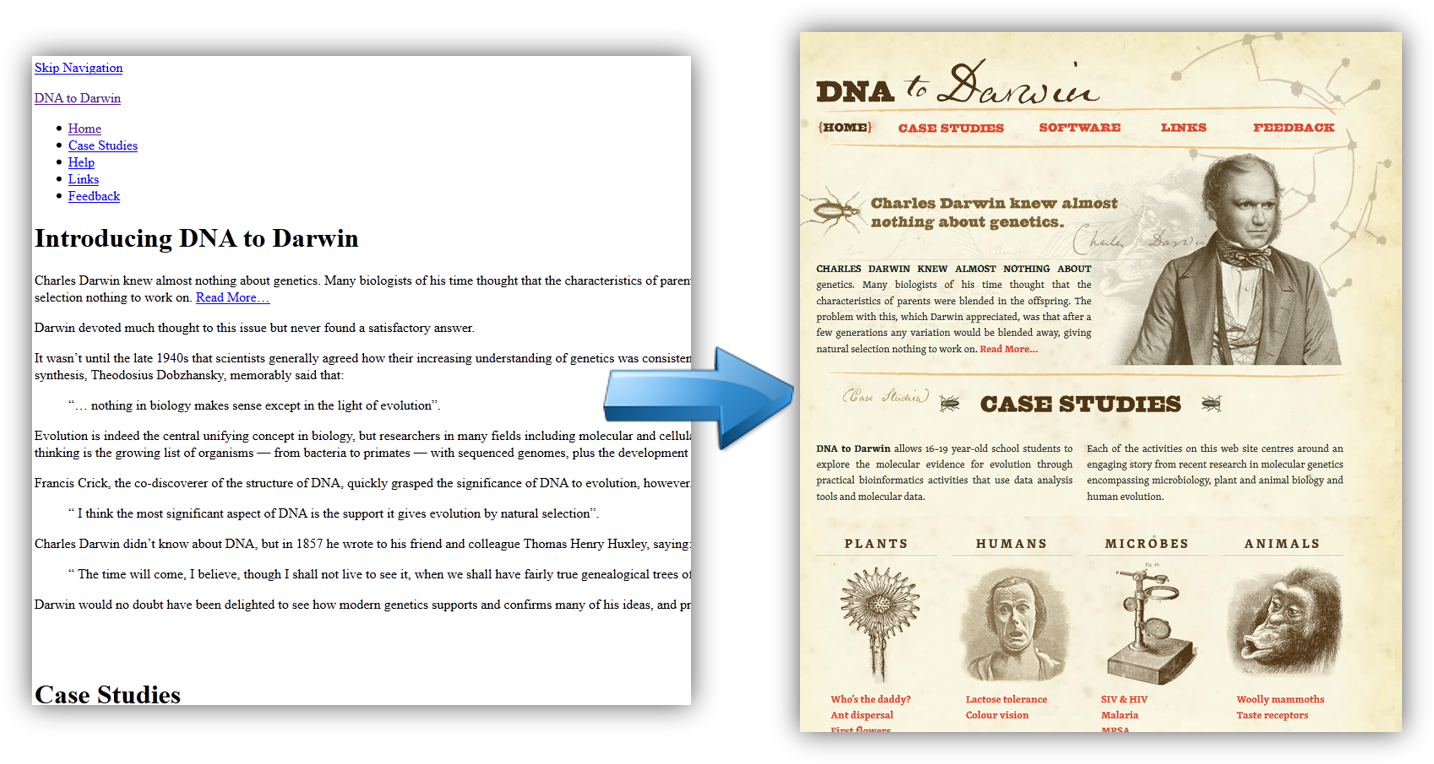 Skip Navigation
DNA to Darwin
Home
Case Studies
Help
Links
Feedback
Introducing DNA to Darwin
Charles Darwin knew almost nothing about genetics. Many biologists of his time thought that the characteristics of paren
selection nothing to work on. Read More…
Darwin devoted much thought to this issue but never found a satisfactory answer.
It wasn’t until the late 1940s that scientists generally agreed how their increasing understanding of genetics was consisten
synthesis, Theodosius Dobzhansky, memorably said that:
“… nothing in biology makes sense except in the light of evolution”.
Evolution is indeed the central unifying concept in biology, but researchers in many fields including molecular and cellula
thinking is the growing list of organisms — from bacteria to primates — with sequenced genomes, plus the development
Francis Crick, the co-discoverer of the structure of DNA, quickly grasped the significance of DNA to evolution, however.
“ I think the most significant aspect of DNA is the support it gives evolution by natural selection”.
Charles Darwin didn’t know about DNA, but in 1857 he wrote to his friend and colleague Thomas Henry Huxley, saying:
“ The time will come, I believe, though I shall not live to see it, when we shall have fairly true genealogical trees of
Darwin would no doubt have been delighted to see how modern genetics supports and confirms many of his ideas, and pr
Case Studies
DNA to Darwin
{HOME} CASE STUDIES SOFTWARE LINKS FEEDBACK
Charles Darwin knew almost
nothing about genetics.
Charles Darwin
CHARLES DARWIN KNEW ALMOST NOTHING ABOUT
genetics. Many biologists of his time thought that the
characteristics of parents were blended in the offspring. The
problem with this, which Darwin appreciated, was that after a
few generations any variation would be blended away, giving
natural selection nothing to work on. Read More…
(Case Studies) CASE STUDIES
DNA to Darwin allows 16–19 year-old school students to
explore the molecular evidence for evolution through
practical bioinformatics activities that use data analysis
tools and molecular data.
Each of the activities on this web site centres around an
engaging story from recent research in molecular genetics
encompassing microbiology, plant and animal biology and
human evolution.
PLANTS HUMANS MICROBES ANIMALS
Who’s the daddy?
Ant dispersal
First flowers
Lactose tolerance
Colour vision
SIV & HIV
Malaria
MRSA
Woolly mammoths
Taste receptors